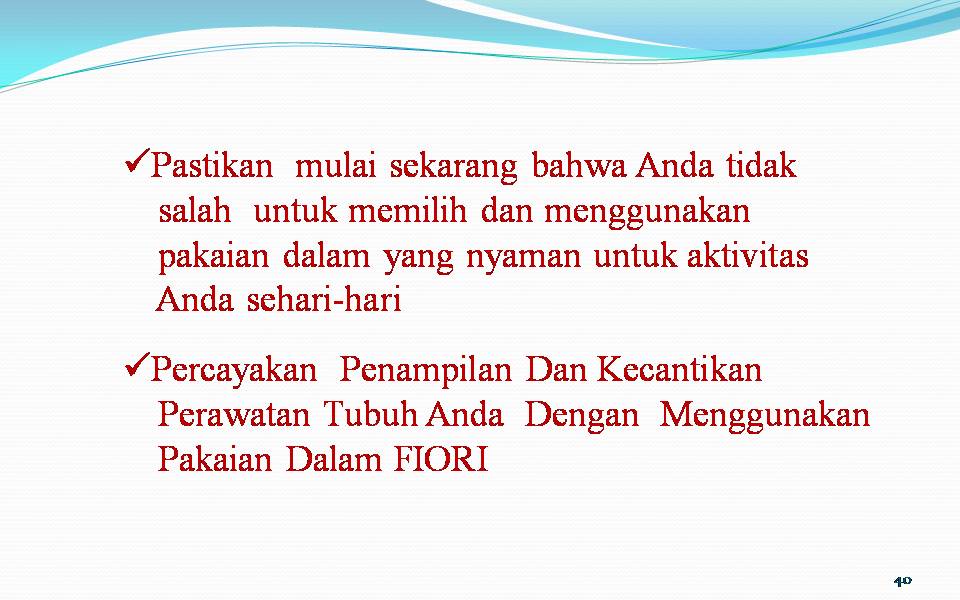 ✓Pastikan mulai sekarang bahwa Anda tidak
salah untuk memilih dan menggunakan
pakaian dalam yang nyaman untuk aktivitas
Anda sehari-hari
✓Percayakan Penampilan Dan Kecantikan
Perawatan Tubuh Anda Dengan Menggunakan
Pakaian Dalam FIORI
40